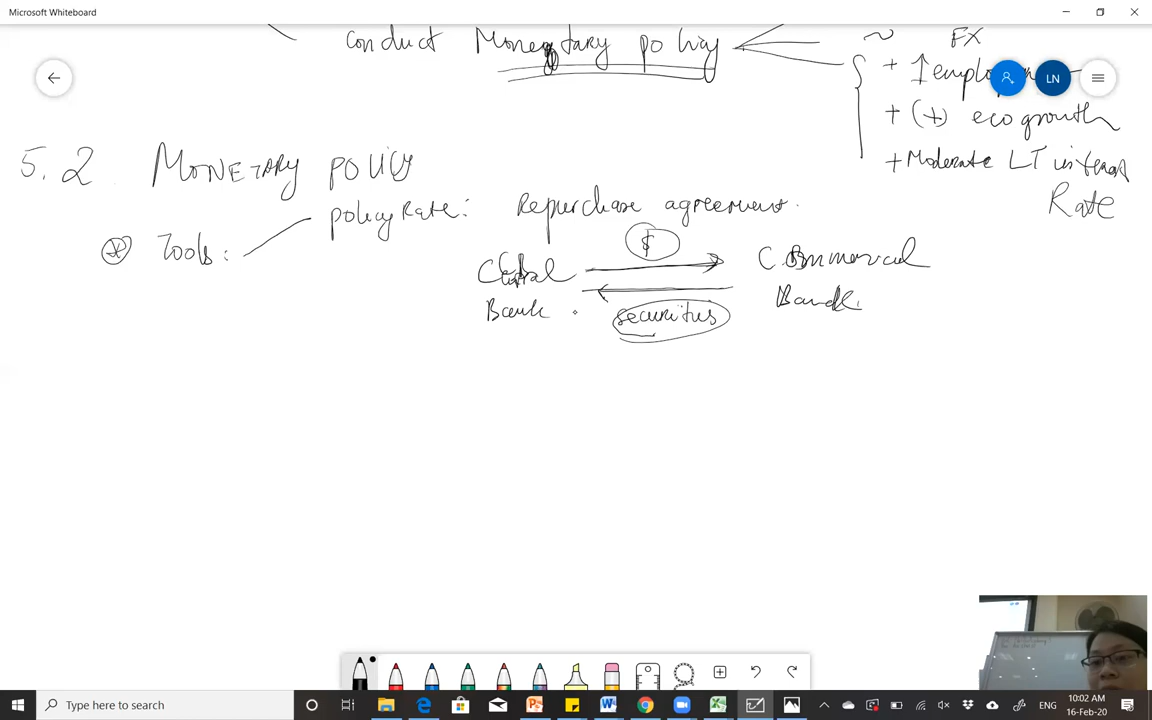 Microsoft Whiteboard
Conduct Monetary policy
~ FX
+ ↑ employ
+ (+) eco growth
+ Moderate LT interest
Rate
LN
5.2 MONETARY POLICY
policy Rate: Repurchase agreement.
Tools:
$
Central
Bank
C. Commercial
Bank.
securities
Type here to search
ENG
10:02 AM
16-Feb-20